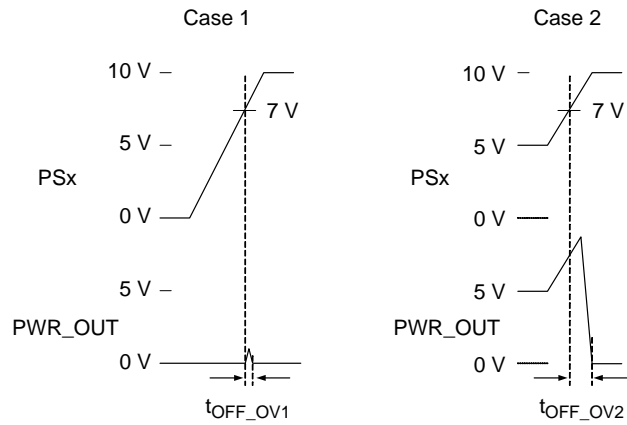 Case 1
10 V
7 V
5 V
PSx
0 V
5 V
PWR_OUT
0 V
tOFF_OV1
Case 2
10 V
7 V
5 V
PSx
0 V
5 V
PWR_OUT
0 V
tOFF_OV2